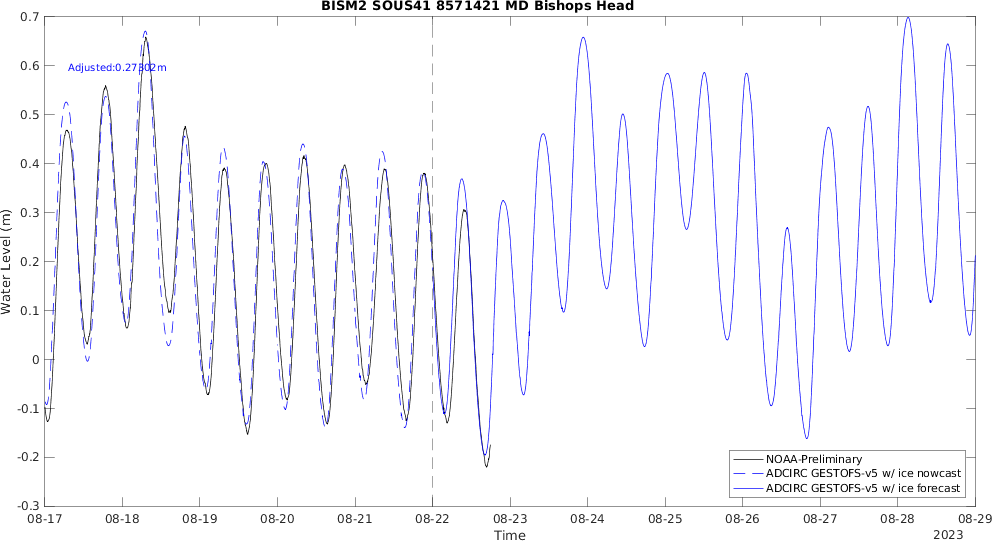 BISM2 SOUS41 8571421 MD Bishops Head
0.7
0.6
0.5
0.4
0.3
0.2
0.1
0
-0.1
-0.2
-0.3
Water Level (m)
Adjusted:0.27302m
NOAA-Preliminary
ADCIRC GESTOFS-v5 w/ ice nowcast
ADCIRC GESTOFS-v5 w/ ice forecast
08-17 08-18 08-19 08-20 08-21 08-22 08-23 08-24 08-25 08-26 08-27 08-28 08-29
Time
2023